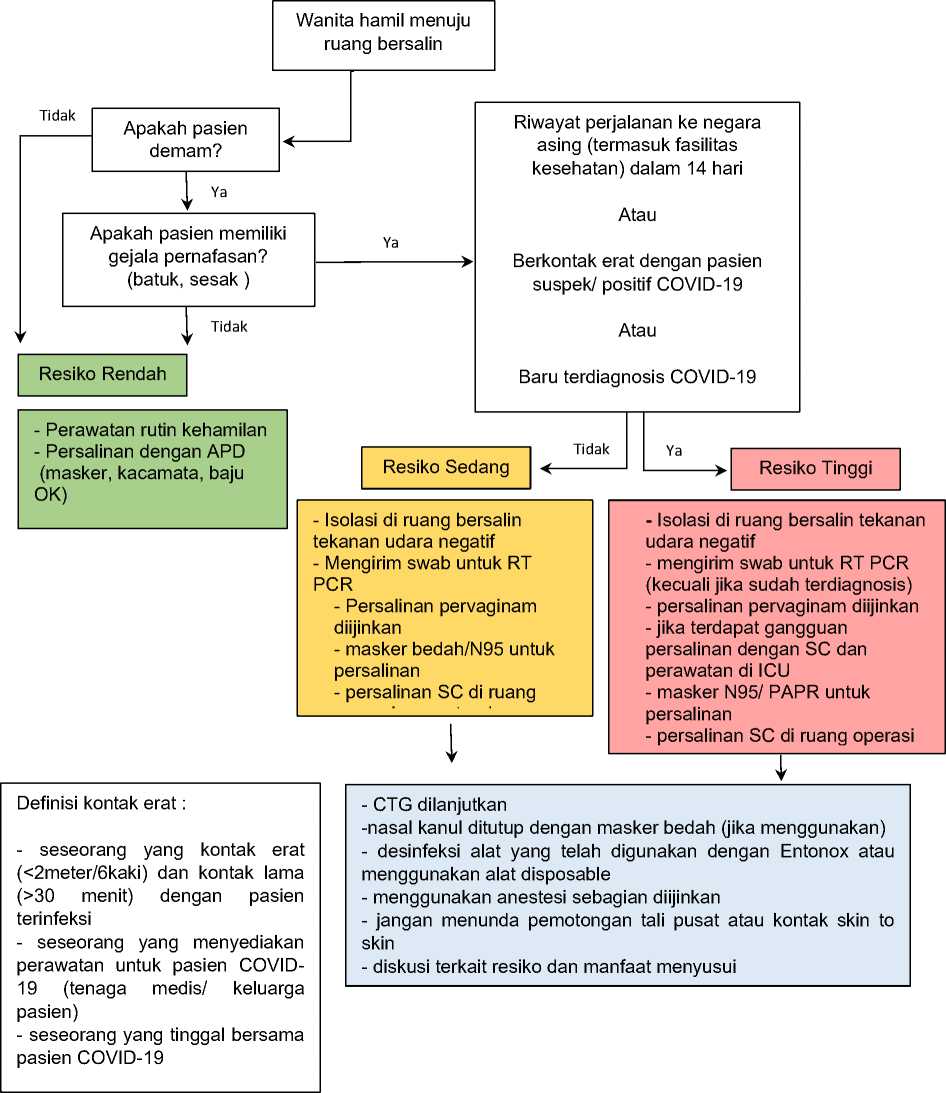 Wanita hamil menuju
ruang bersalin
Tidak
Apakah pasien
demam?
Ya
Apakah pasien memiliki
gejala pernafasan?
(batuk, sesak )
Ya
Tidak
Riwayat perjalanan ke negara
asing (termasuk fasilitas
kesehatan) dalam 14 hari
Atau
Berkontak erat dengan pasien
suspek/ positif COVID-19
Atau
Baru terdiagnosis COVID-19
Resiko Rendah
- Perawatan rutin kehamilan
- Persalinan dengan APD
(masker, kacamata, baju
OK)
Tidak
Ya
Resiko Sedang
- Isolasi di ruang bersalin
tekanan udara negatif
- Mengirim swab untuk RT
PCR
- Persalinan pervaginam
diijinkan
- masker bedah/N95 untuk
persalinan
- persalinan SC di ruang
Resiko Tinggi
- Isolasi di ruang bersalin tekanan
udara negatif
- mengirim swab untuk RT PCR
(kecuali jika sudah terdiagnosis)
- persalinan pervaginam diijinkan
- jika terdapat gangguan
persalinan dengan SC dan
perawatan di ICU
- masker N95/ PAPR untuk
persalinan
- persalinan SC di ruang operasi
Definisi kontak erat :
- seseorang yang kontak erat
(<2meter/6kaki) dan kontak lama
(>30 menit) dengan pasien
terinfeksi
- seseorang yang menyediakan
perawatan untuk pasien COVID-
19 (tenaga medis/ keluarga
pasien)
- seseorang yang tinggal bersama
pasien COVID-19
- CTG dilanjutkan
-nasal kanul ditutup dengan masker bedah (jika menggunakan)
- desinfeksi alat yang telah digunakan dengan Entonox atau
menggunakan alat disposable
- menggunakan anestesi sebagian diijinkan
- jangan menunda pemotongan tali pusat atau kontak skin to
skin
- diskusi terkait resiko dan manfaat menyusui